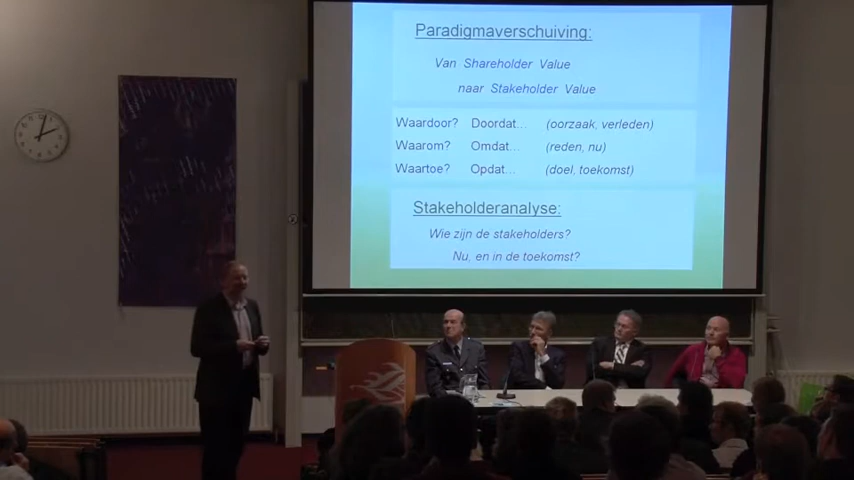 Paradigmaverschuiving:
Van Shareholder Value
naar Stakeholder Value
Waardoor? Doordat... (oorzaak, verleden)
Waarom? Omdat... (reden, nu)
Waartoe? Opdat... (doel, toekomst)
Stakeholderanalyse:
Wie zijn de stakeholders?
Nu, en in de toekomst?